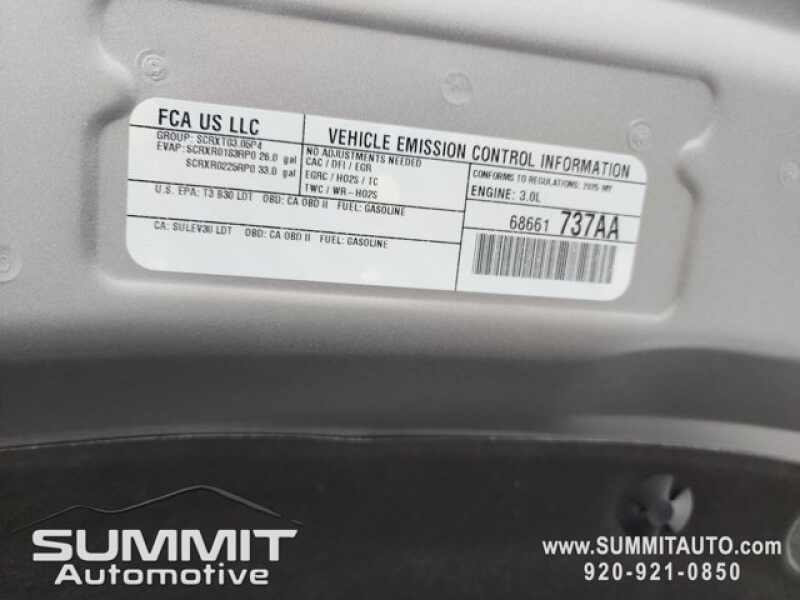 FCA US LLC
GROUP: SCRXT03.05P4
EVAP: SCRXR0183RP0 26.0 gal
SCRXR0225RP0 33.0 gal
VEHICLE EMISSION CONTROL INFORMATION
NO ADJUSTMENTS NEEDED
CAC / DFI / EGR
EGRC / HO2S / TC
TWC / WR-HO2S
CONFORMS TO REGULATIONS: 2025 MY
ENGINE: 3.0L
U.S. EPA: T3 B30 LDT OBD: CA OBD II FUEL: GASOLINE
CA: SULEV30 LDT OBD: CA OBD II FUEL: GASOLINE
68661 737AA
SUMMIT
Automotive
www.SUMMITAUTO.com
920-921-0850